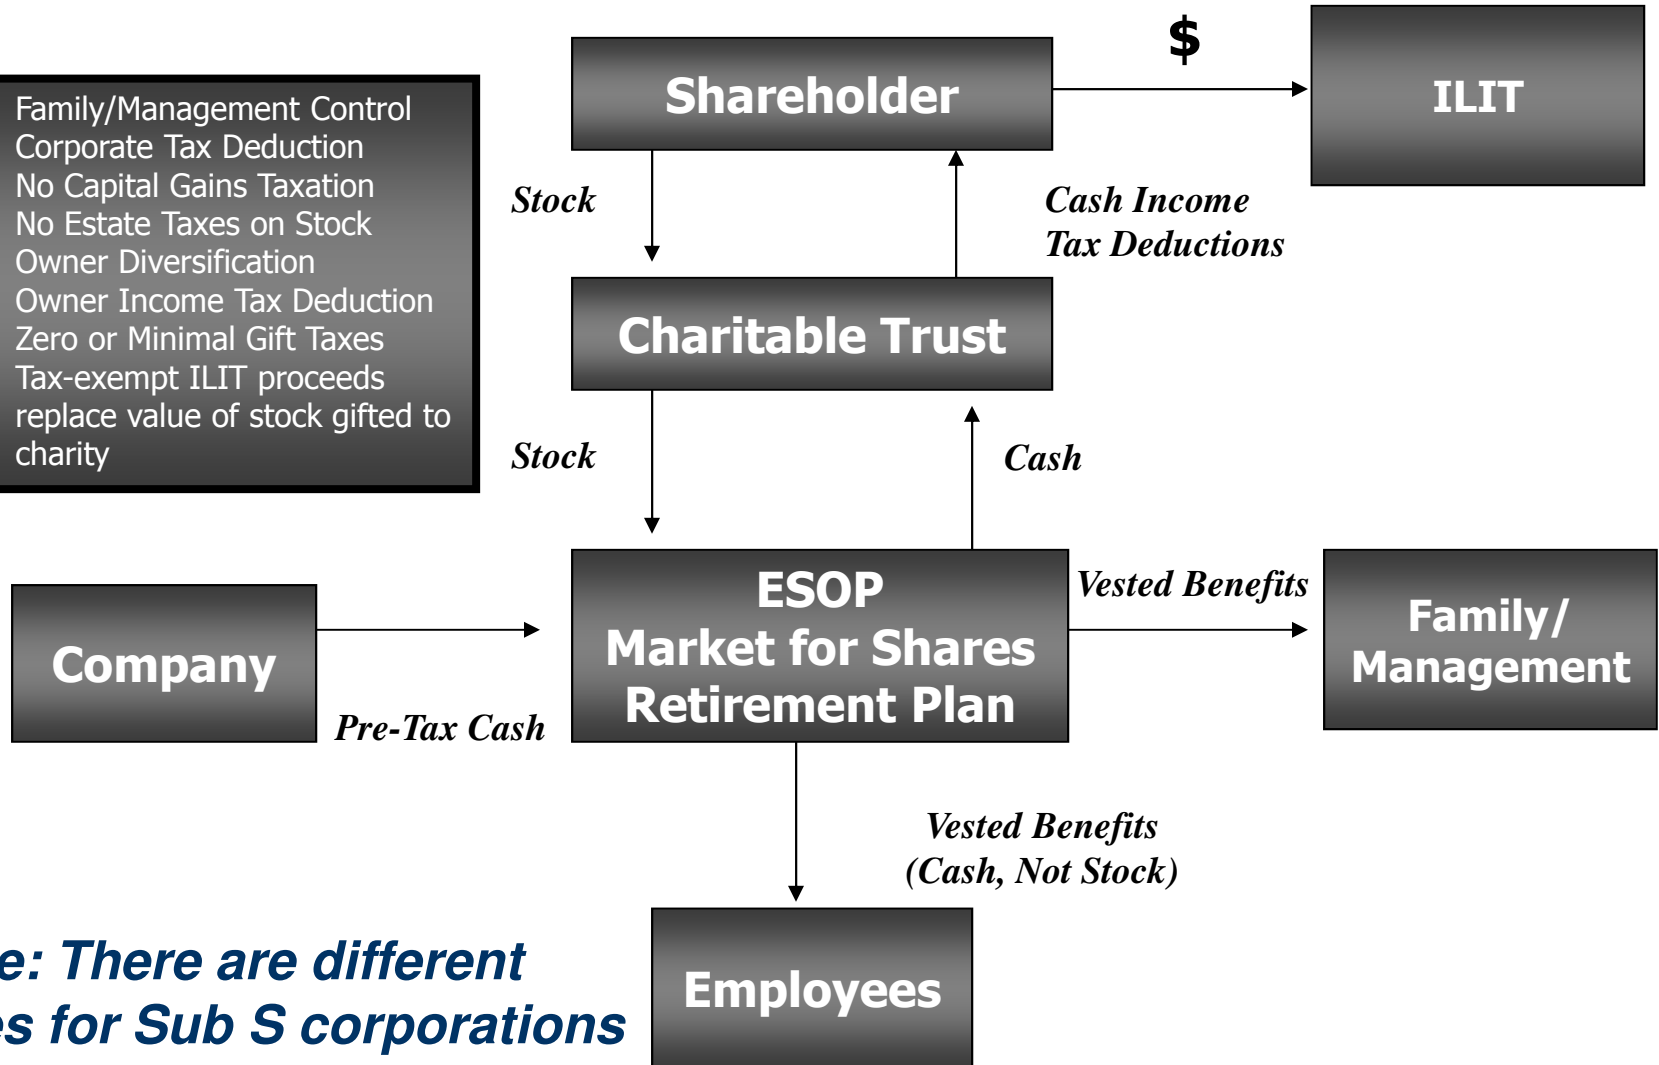 $
Shareholder
ILIT
Family/Management Control
Corporate Tax Deduction
No Capital Gains Taxation
No Estate Taxes on Stock
Owner Diversification
Owner Income Tax Deduction
Zero or Minimal Gift Taxes
Tax-exempt ILIT proceeds
replace value of stock gifted to
charity
Stock
Cash Income
Tax Deductions
Charitable Trust
Stock
Cash
Company
Pre-Tax Cash
ESOP
Market for Shares
Retirement Plan
Vested Benefits
Family/
Management
Vested Benefits
(Cash, Not Stock)
Employees
e: There are different
es for Sub S corporations